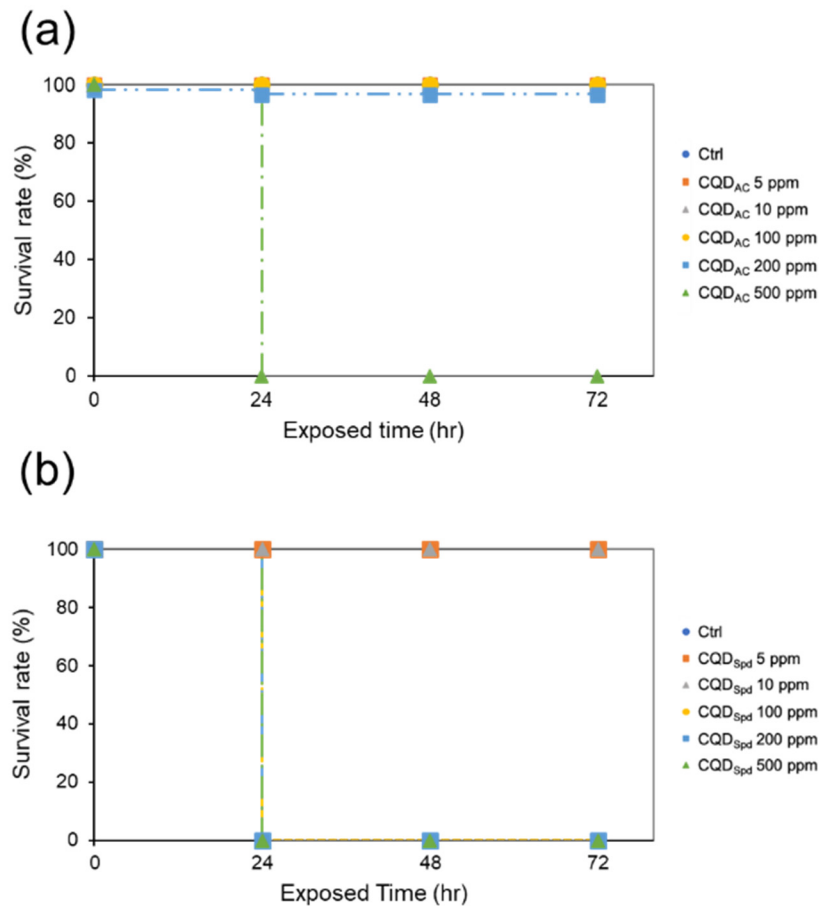 (a)
Survival rate (%)
100
80
60
40
20
0
0 24 48 72
Exposed time (hr)
Ctrl
CQDAC 5 ppm
CQDAC 10 ppm
CQDAC 100 ppm
CQDAC 200 ppm
CQDAC 500 ppm
(b)
Survival rate (%)
100
80
60
40
20
0
0 24 48 72
Exposed Time (hr)
Ctrl
CQDSpd 5 ppm
CQDSpd 10 ppm
CQDSpd 100 ppm
CQDSpd 200 ppm
CQDSpd 500 ppm